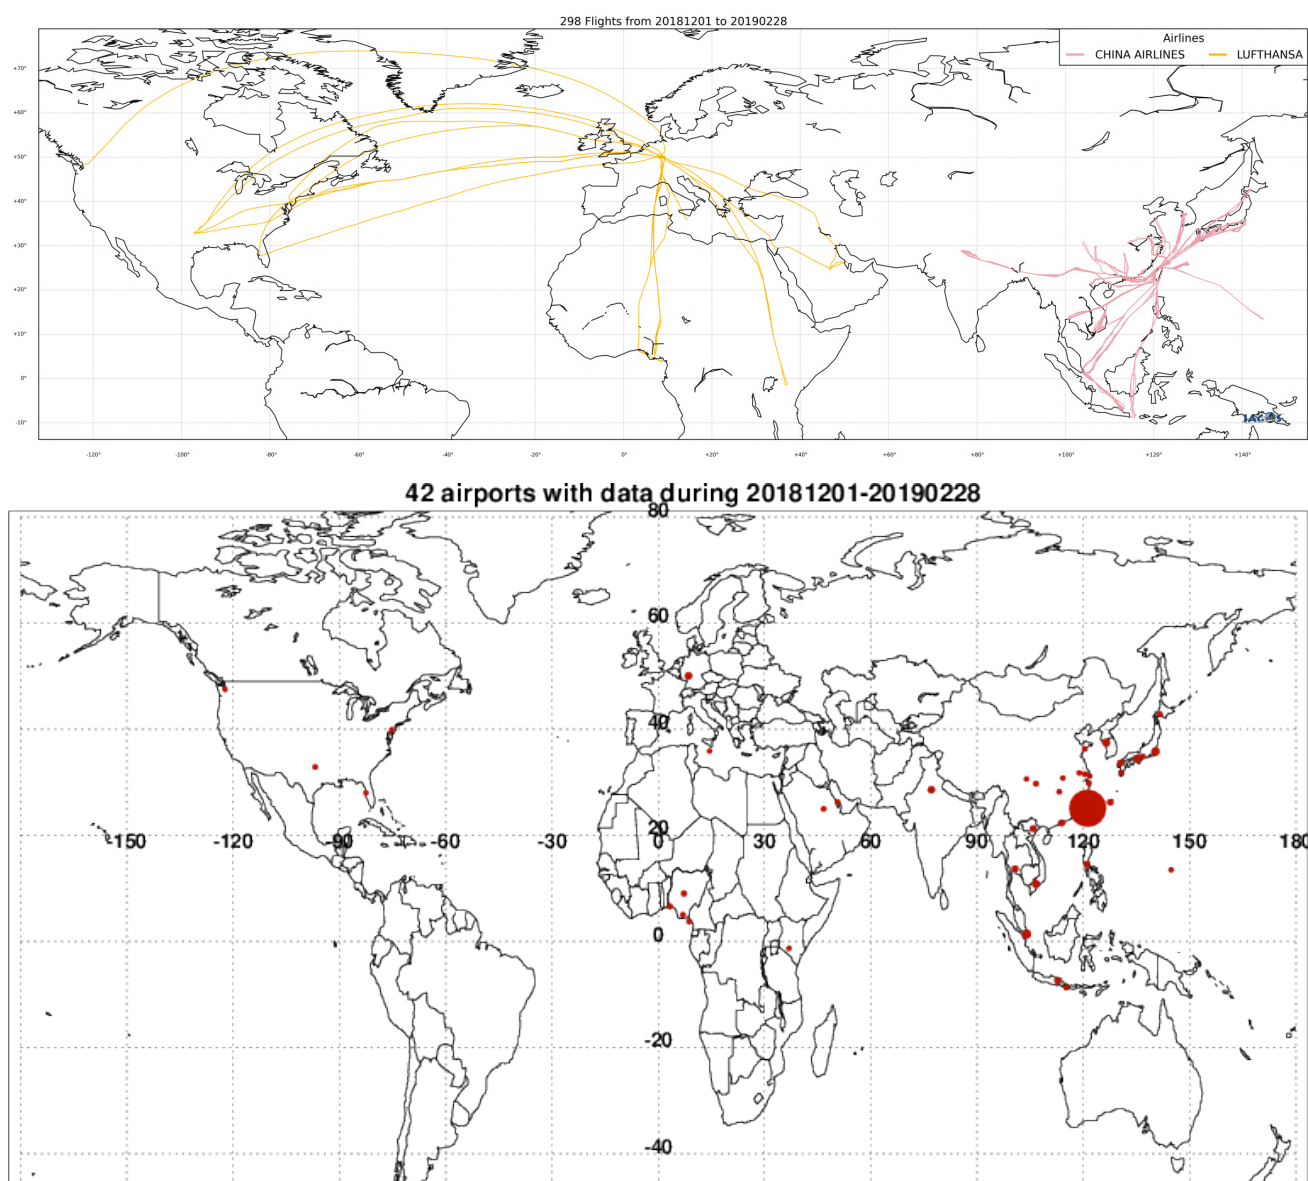 298 Flights from 20181201 to 20190228
Airlines
CHINA AIRLINES LUFTHANSA
+70°
+60°
+50°
+40°
+30°
+20°
+10°
0°
-10°
IAGOS
-120° -100° -80° -60° -40° -20° 0° +20° +40° +60° +80° +100° +120° +140°
42 airports with data during 20181201-20190228
80
60
40
20
-150 -120 -90 -60 -30 0 30 60 90 120 150 180
0
-20
-40